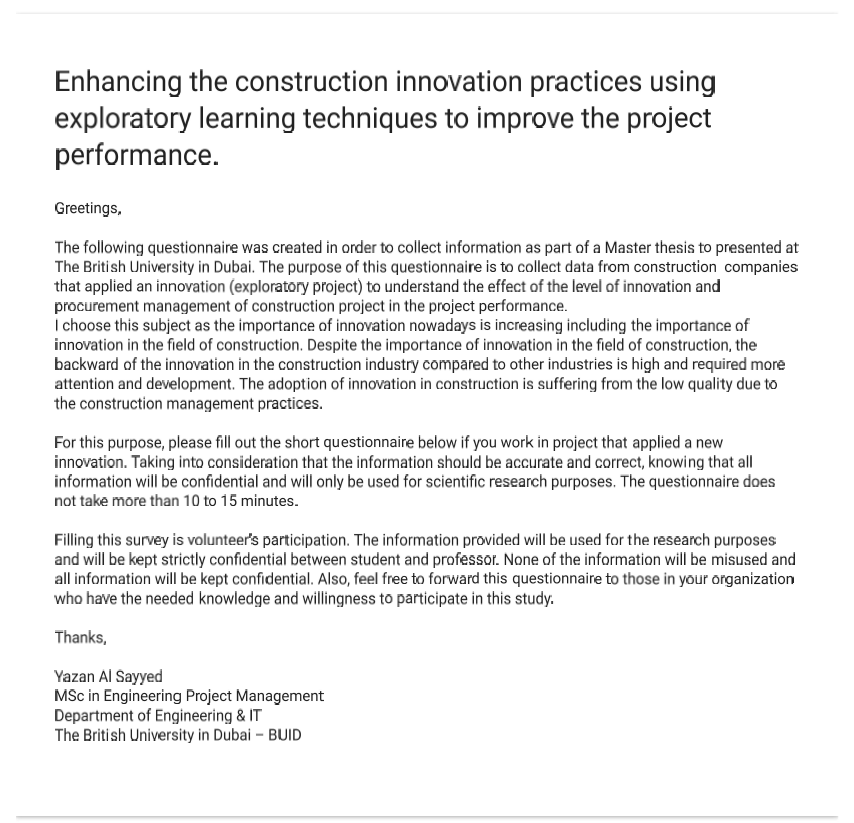 Enhancing the construction innovation practices using
exploratory learning techniques to improve the project
performance.
Greetings,
The following questionnaire was created in order to collect information as part of a Master thesis to presented at
The British University in Dubai. The purpose of this questionnaire is to collect data from construction companies
that applied an innovation (exploratory project) to understand the effect of the level of innovation and
procurement management of construction project in the project performance.
I choose this subject as the importance of innovation nowadays is increasing including the importance of
innovation in the field of construction. Despite the importance of innovation in the field of construction, the
backward of the innovation in the construction industry compared to other industries is high and required more
attention and development. The adoption of innovation in construction is suffering from the low quality due to
the construction management practices.
For this purpose, please fill out the short questionnaire below if you work in project that applied a new
innovation. Taking into consideration that the information should be accurate and correct, knowing that all
information will be confidential and will only be used for scientific research purposes. The questionnaire does
not take more than 10 to 15 minutes.
Filling this survey is volunteer's participation. The information provided will be used for the research purposes
and will be kept strictly confidential between student and professor. None of the information will be misused and
all information will be kept confidential. Also, feel free to forward this questionnaire to those in your organization
who have the needed knowledge and willingness to participate in this study.
Thanks,
Yazan Al Sayyed
MSc in Engineering Project Management
Department of Engineering & IT
The British University in Dubai – BUID